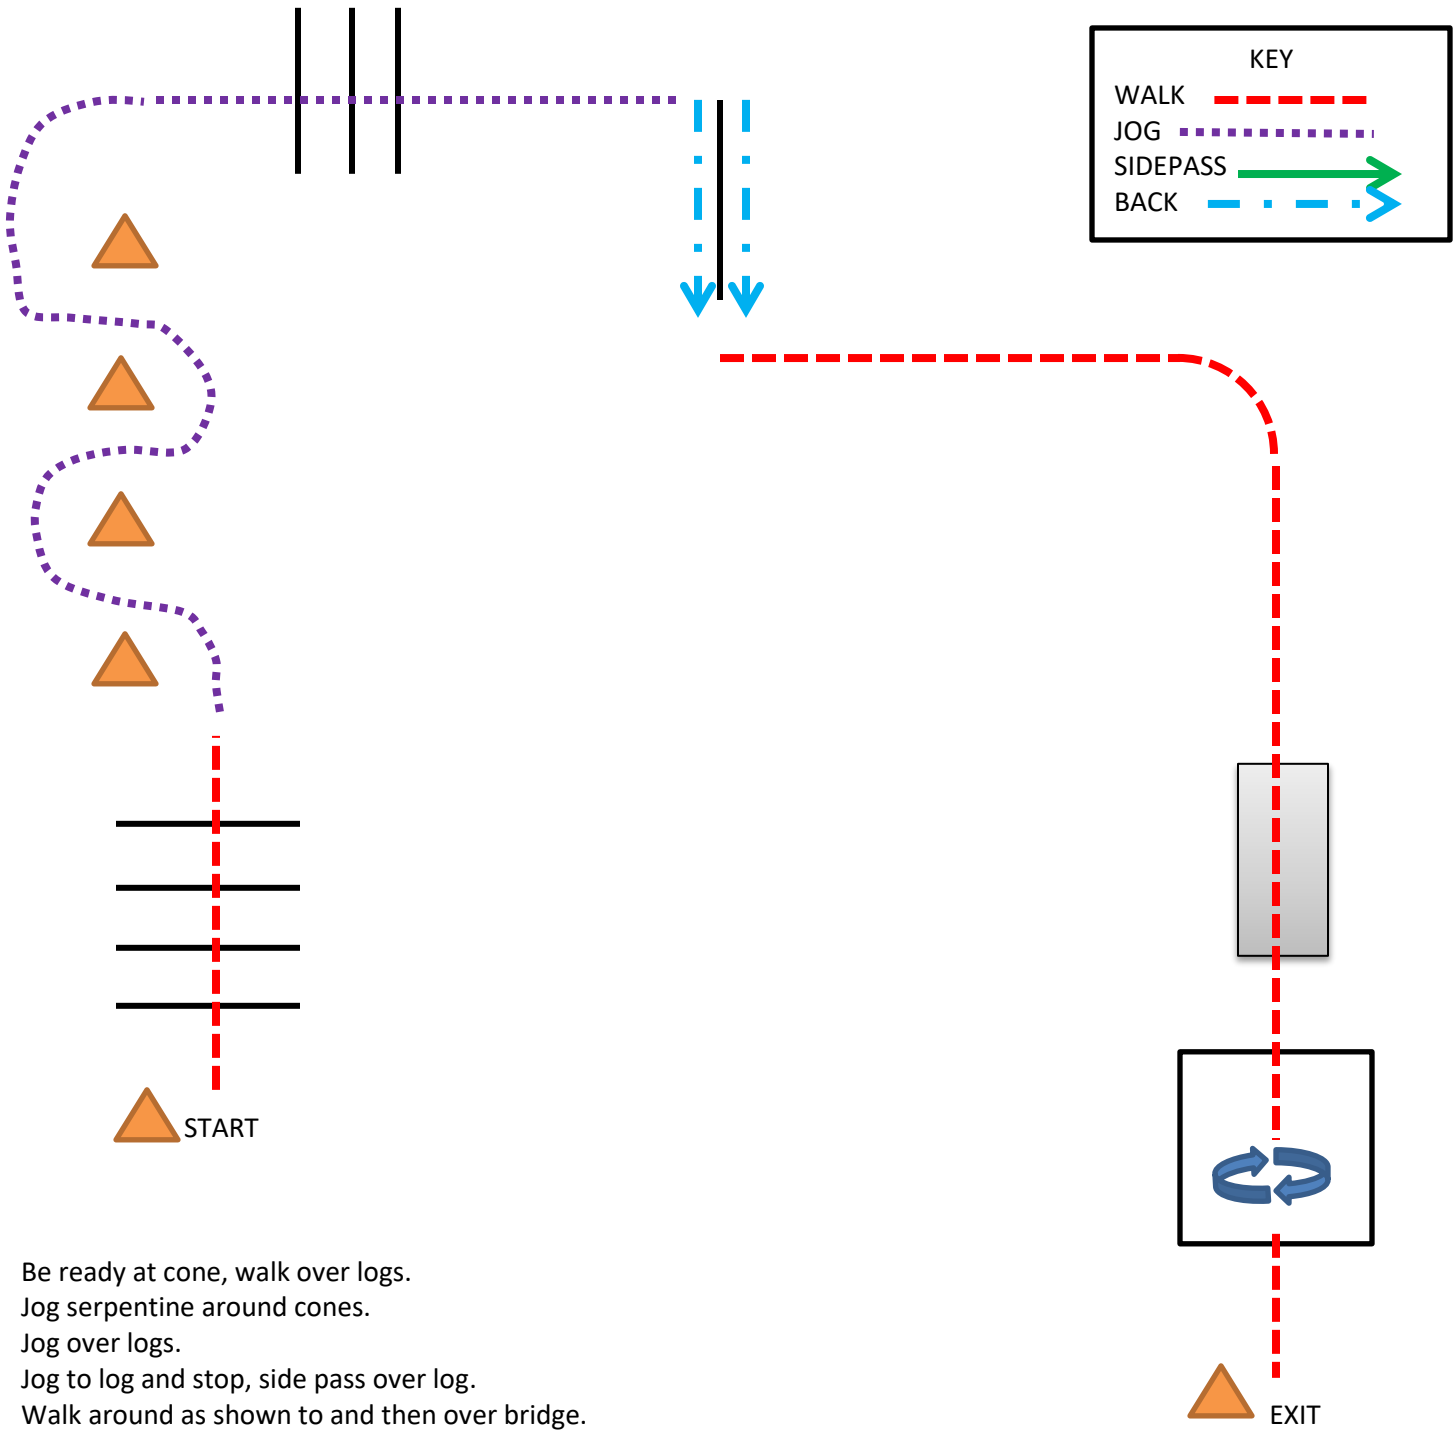 KEY
WALK
JOG
SIDEPASS
BACK
START
Be ready at cone, walk over logs.
Jog serpentine around cones.
Jog over logs.
Jog to log and stop, side pass over log.
Walk around as shown to and then over bridge.
EXIT